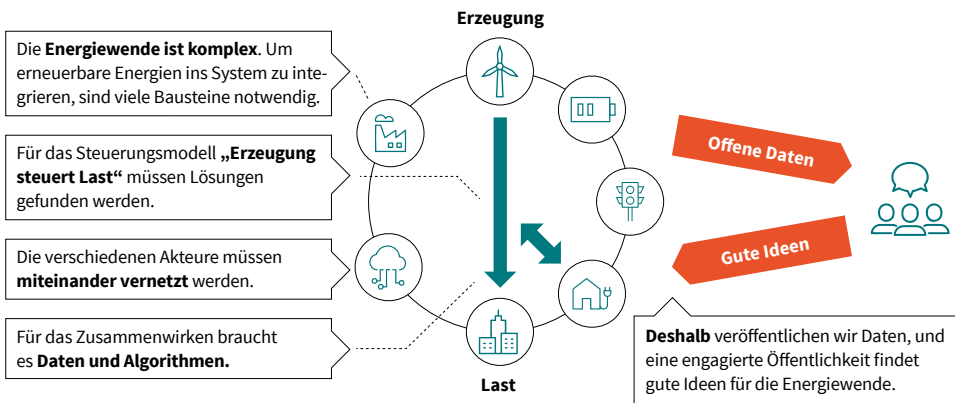 Erzeugung
Die Energiewende ist komplex. Um
erneuerbare Energien ins System zu inte-
grieren, sind viele Bausteine notwendig.
Für das Steuerungsmodell „Erzeugung
steuert Last“ müssen Lösungen
gefunden werden.
Die verschiedenen Akteure müssen
miteinander vernetzt werden.
Für das Zusammenwirken braucht
es Daten und Algorithmen.
Last
Offene Daten
Gute Ideen
Deshalb veröffentlichen wir Daten, und
eine engagierte Öffentlichkeit findet
gute Ideen für die Energiewende.